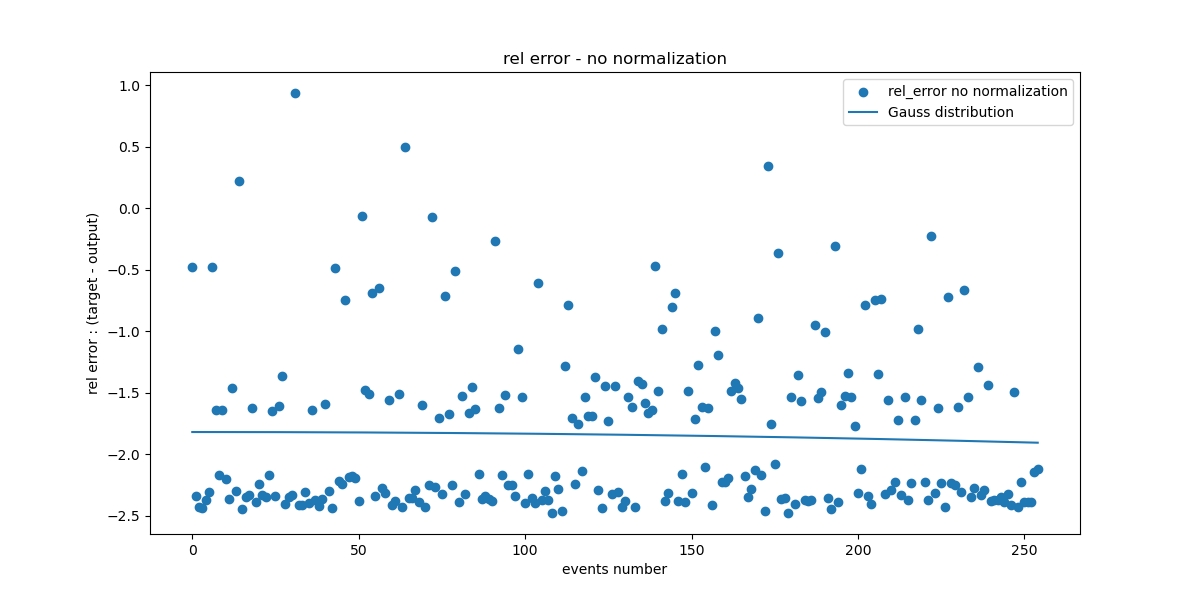 rel error - no normalization
rel_error no normalization
Gauss distribution
1.0
0.5
0.0
−0.5
−1.0
−1.5
−2.0
−2.5
rel error : (target - output)
0 50 100 150 200 250
events number